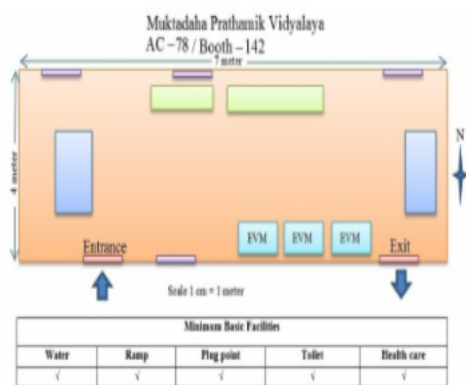 Muktadaha Prathamik Vidyalaya
AC – 78 / Booth – 142
7 meter
N
4 meter
EVM EVM EVM
Entrance Exit
Scale 1 cm = 1 meter
Minimum Basic Facilities
Water Ramp Plug point Toilet Health care
√ √ √ √ √